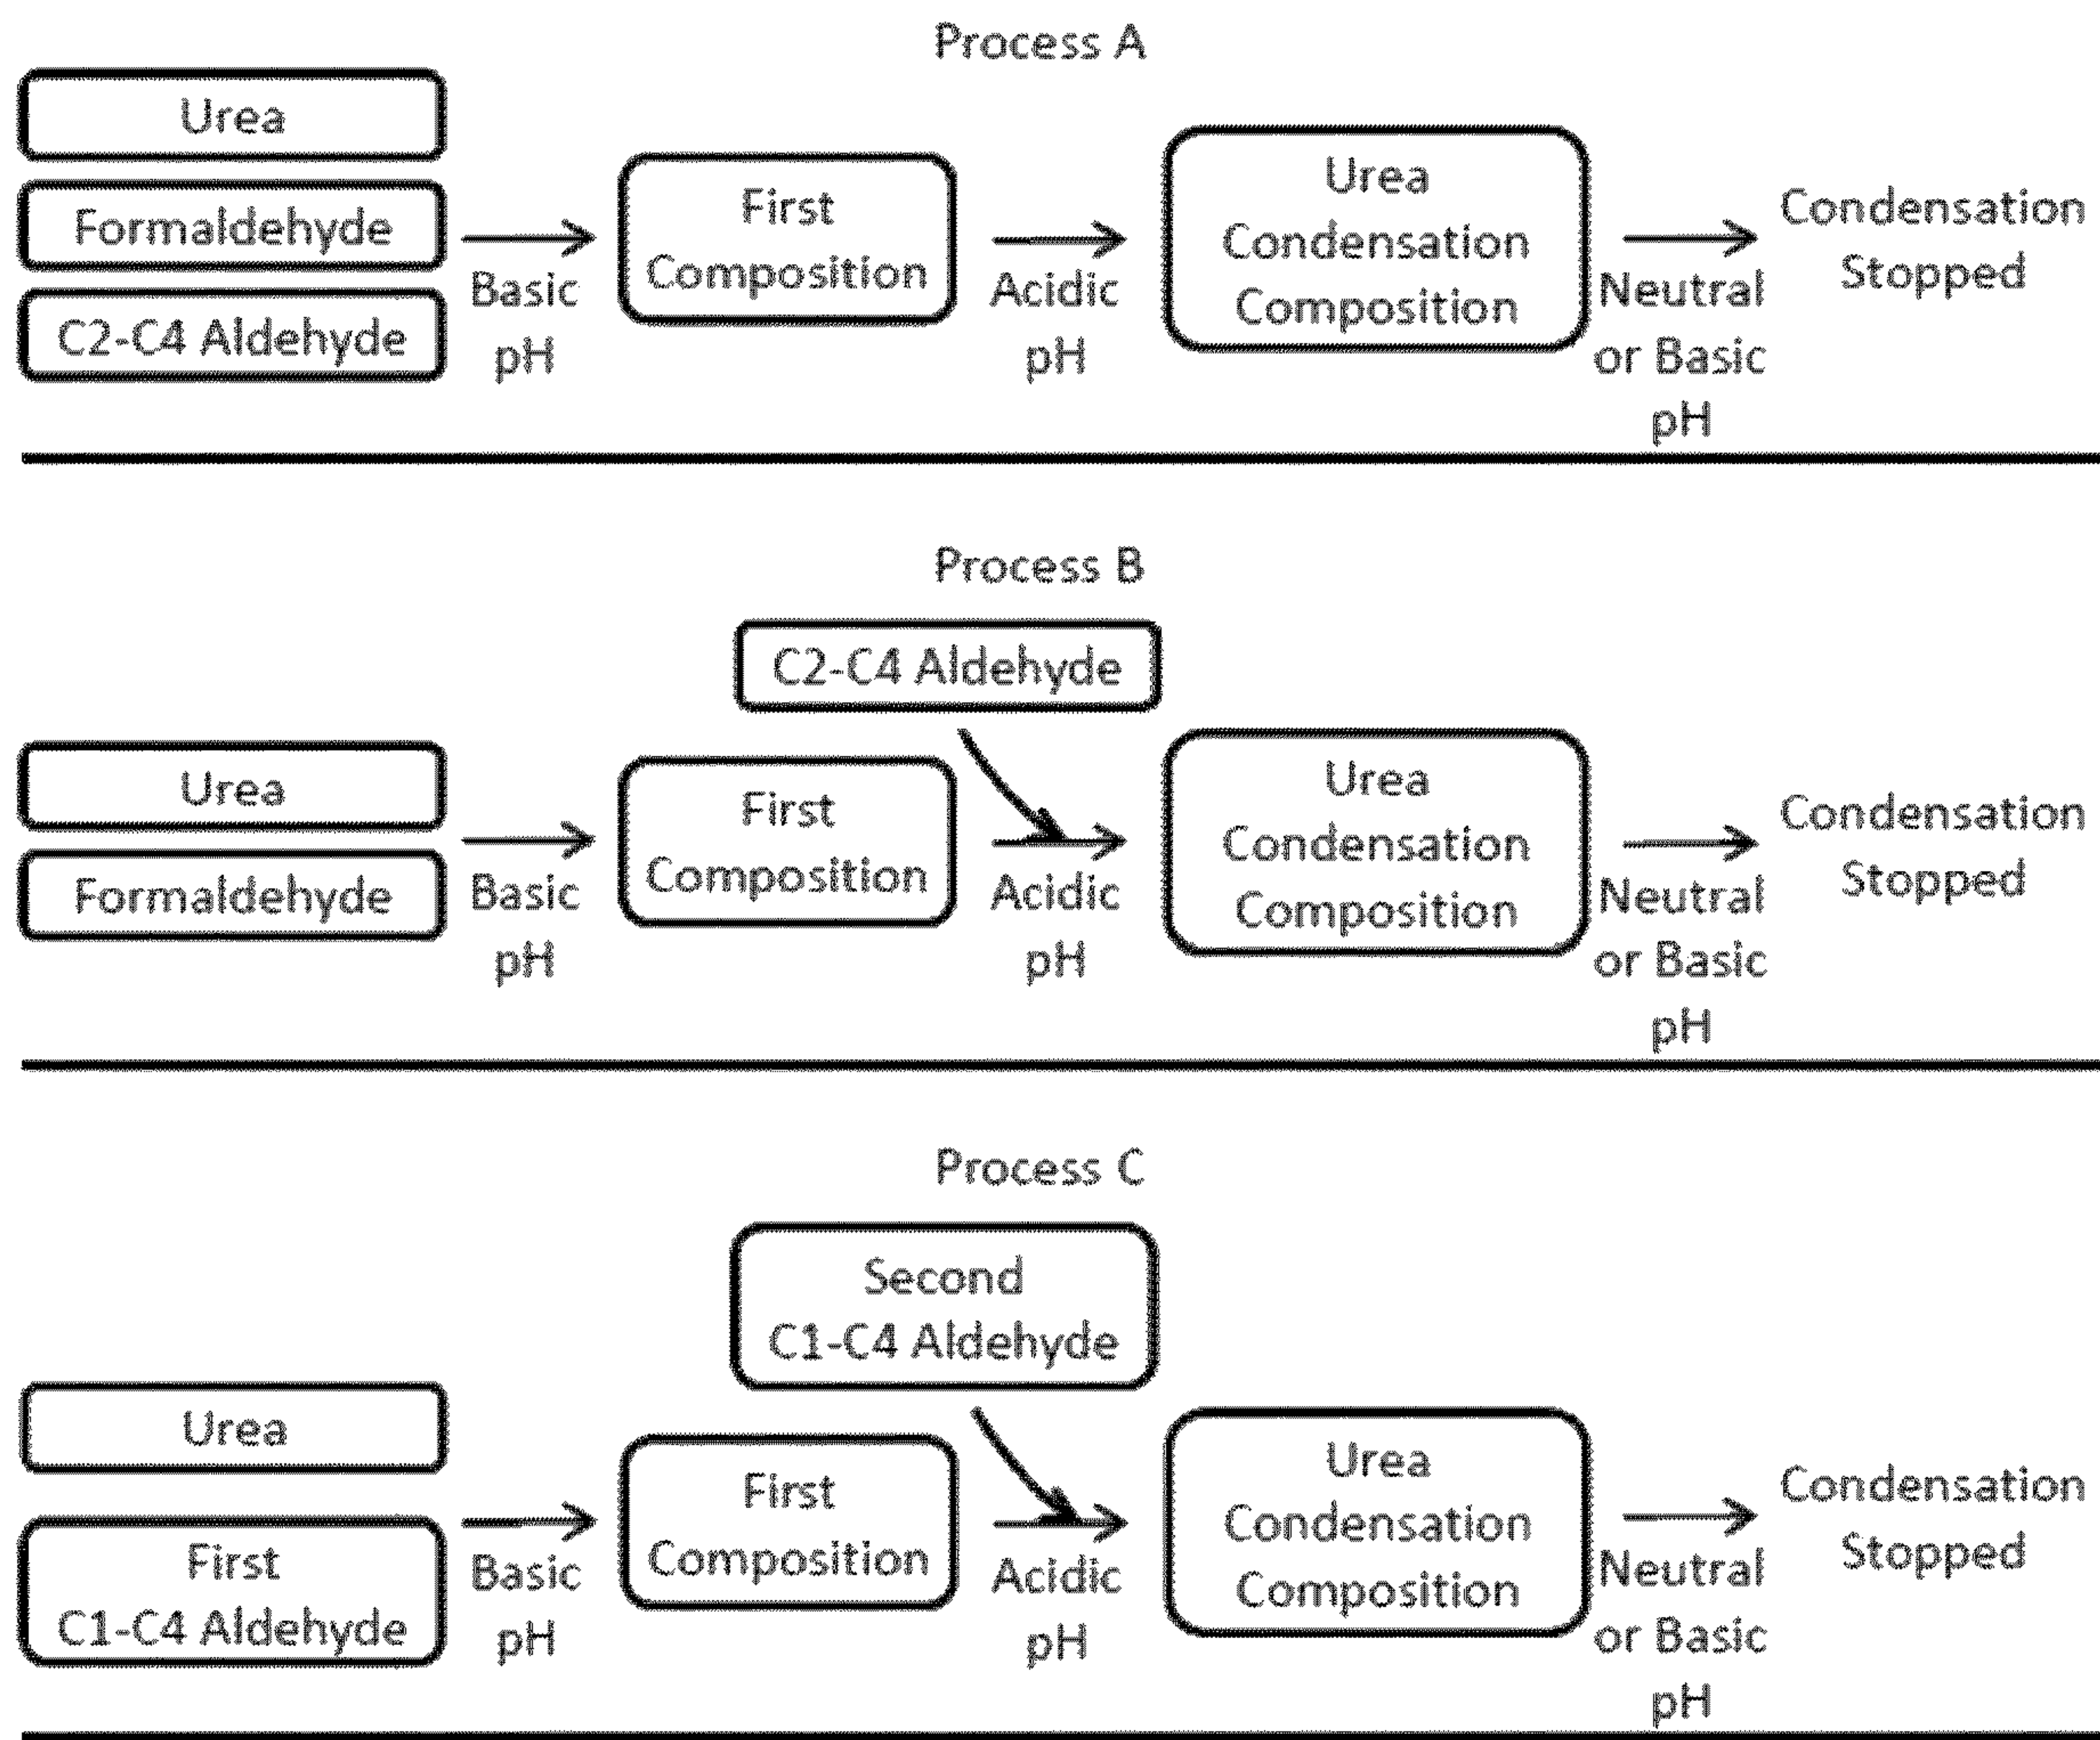 Process A
Urea
Formaldehyde
C2-C4 Aldehyde
Basic
pH
First
Composition
Acidic
pH
Urea
Condensation
Composition
Neutral
or Basic
pH
Condensation
Stopped
Process B
C2-C4 Aldehyde
Urea
Formaldehyde
Basic
pH
First
Composition
Acidic
pH
Urea
Condensation
Composition
Neutral
or Basic
pH
Condensation
Stopped
Process C
Second
C1-C4 Aldehyde
Urea
First
C1-C4 Aldehyde
Basic
pH
First
Composition
Acidic
pH
Urea
Condensation
Composition
Neutral
or Basic
pH
Condensation
Stopped